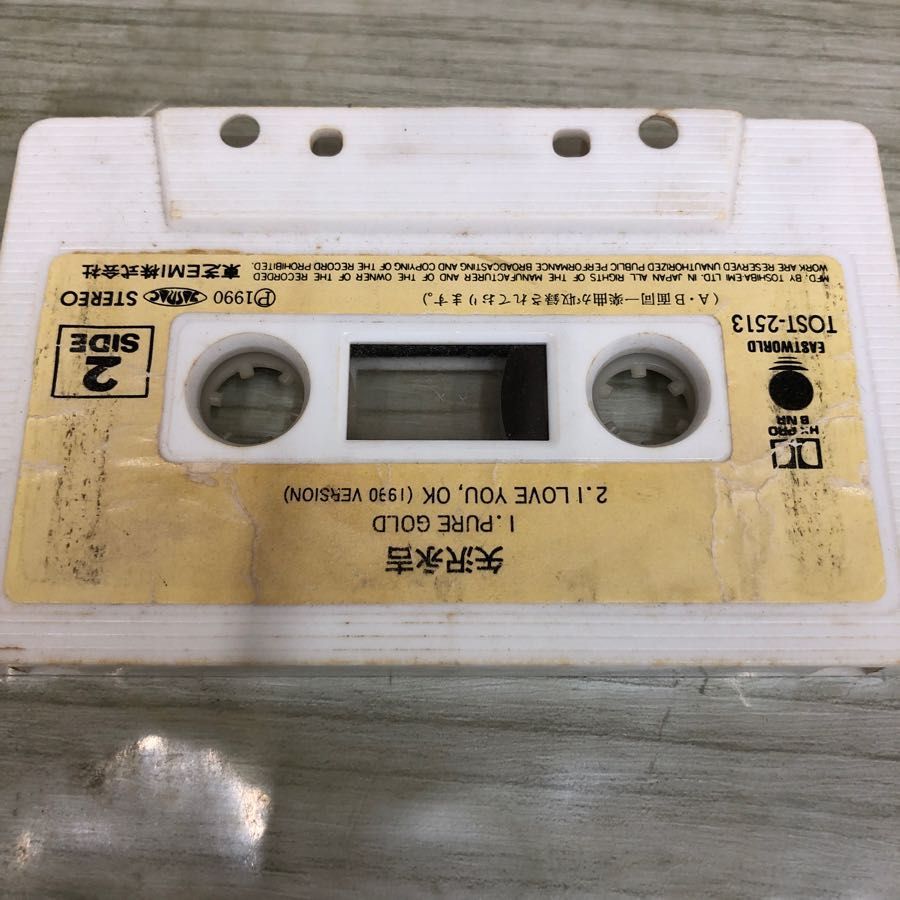 矢沢永吉
1. PURE GOLD
2. I LOVE YOU, OK (1990 VERSION)
DOLBY B NR
HX PRO
EASTWORLD
TOST-2513
SIDE
2
(A・B面同一楽曲が収録されております。)
℗1990 JASRAC STEREO
MFD. BY TOSHIBA EMI LTD. IN JAPAN. ALL RIGHTS OF THE MANUFACTURER AND OF THE OWNER OF THE RECORDED
WORK ARE RESERVED UNAUTHORIZED PUBLIC PERFORMANCE BROADCASTING AND COPYING OF THE RECORD PROHIBITED.
東芝EMI株式会社